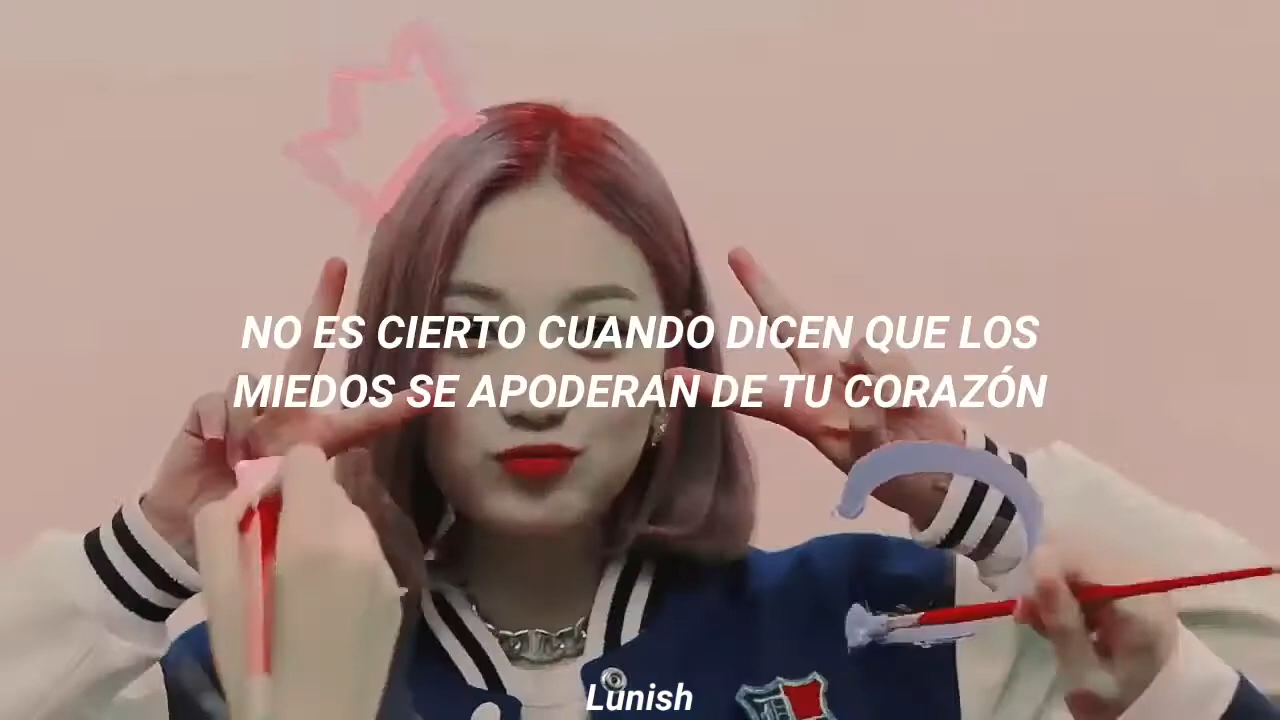 NO ES CIERTO CUANDO DICEN QUE LOS
MIEDOS SE APODERAN DE TU CORAZÓN
Lunish